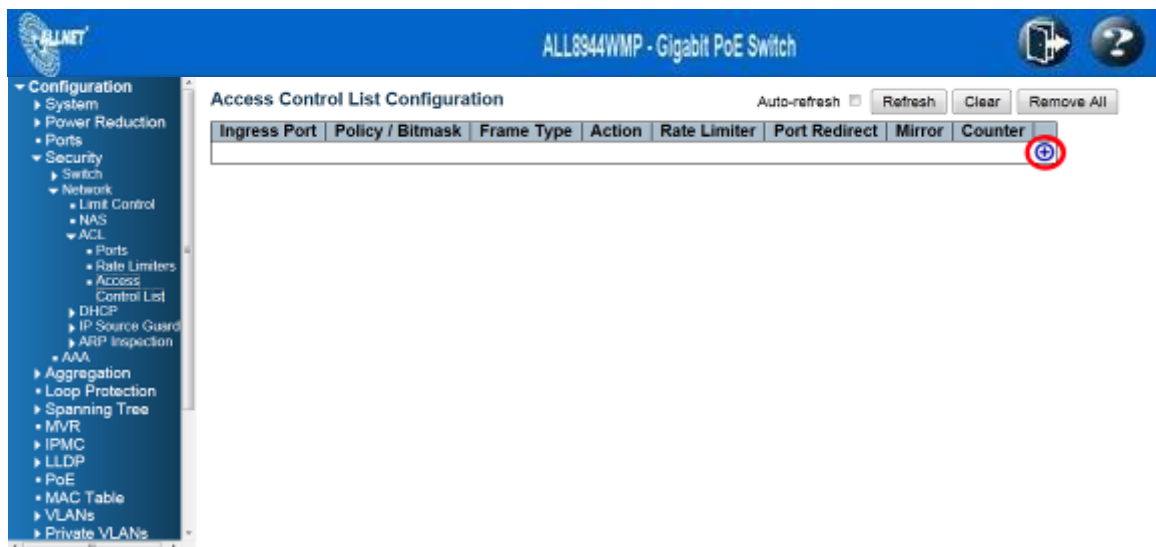 ALLNET
ALL8944WMP - Gigabit PoE Switch
?
Configuration
System
Power Reduction
Ports
Security
Switch
Network
Limit Control
NAS
ACL
Ports
Rate Limiters
Access
Control List
DHCP
IP Source Guard
ARP Inspection
AAA
Aggregation
Loop Protection
Spanning Tree
MVR
IPMC
LLDP
PoE
MAC Table
VLANs
Private VLANs
Access Control List Configuration
Auto-refresh Refresh Clear Remove All
Ingress Port Policy / Bitmask Frame Type Action Rate Limiter Port Redirect Mirror Counter